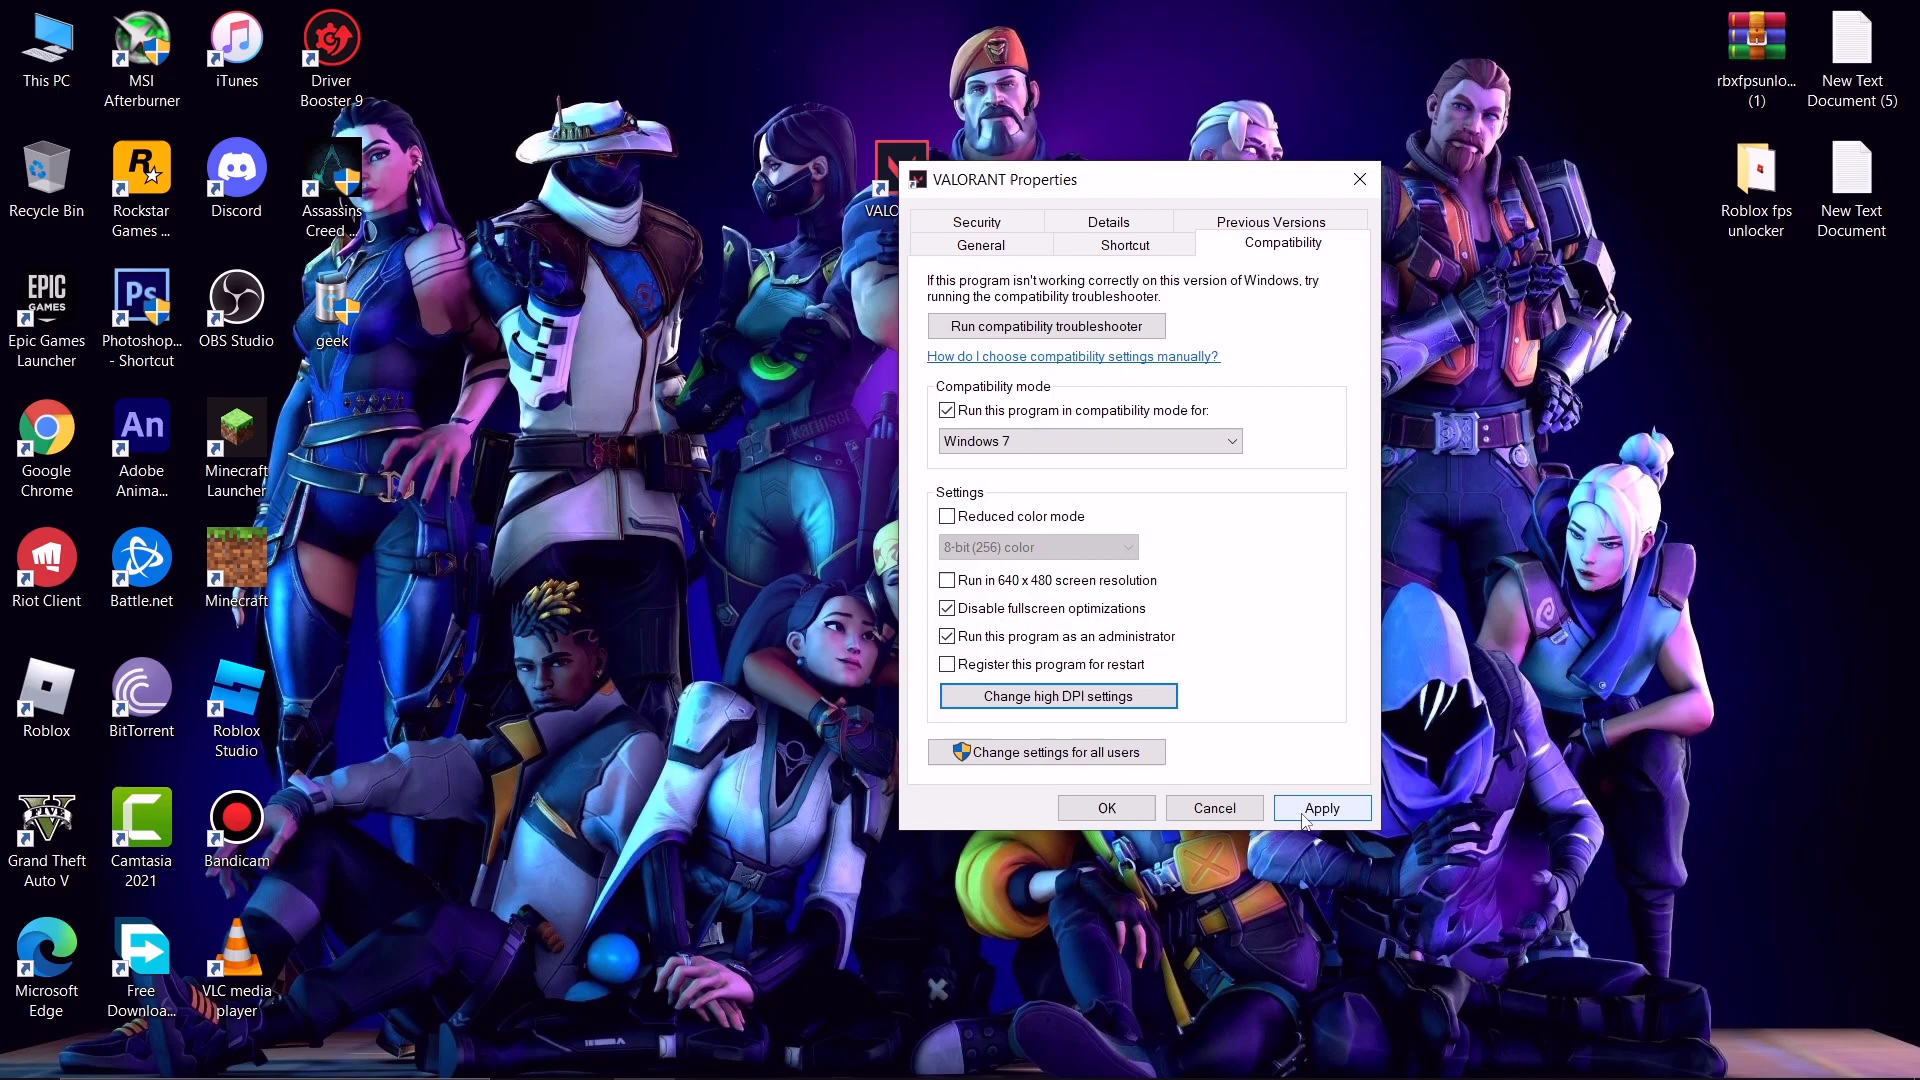 This PC
MSI
Afterburner
iTunes
Driver
Booster 9
Recycle Bin
Rockstar
Games ...
Discord
Assassins
Creed ...
EPIC
GAMES
Epic Games
Launcher
Ps
Photoshop...
- Shortcut
OBS Studio
geek
Google
Chrome
An
Adobe
Anima...
Minecraft
Launcher
Riot Client
Battle.net
Minecraft
Roblox
BitTorrent
Roblox
Studio
FIVE
Grand Theft
Auto V
Camtasia
2021
Bandicam
Microsoft
Edge
Free
Downloa...
VLC media
player
VALO
VALORANT Properties
Security
Details
Previous Versions
General
Shortcut
Compatibility
If this program isn't working correctly on this version of Windows, try
running the compatibility troubleshooter.
Run compatibility troubleshooter
How do I choose compatibility settings manually?
Compatibility mode
Run this program in compatibility mode for:
Windows 7
Settings
Reduced color mode
8-bit (256) color
Run in 640 x 480 screen resolution
Disable fullscreen optimizations
Run this program as an administrator
Register this program for restart
Change high DPI settings
Change settings for all users
OK
Cancel
Apply
rbxfpsunlo...
(1)
New Text
Document (5)
Roblox fps
unlocker
New Text
Document